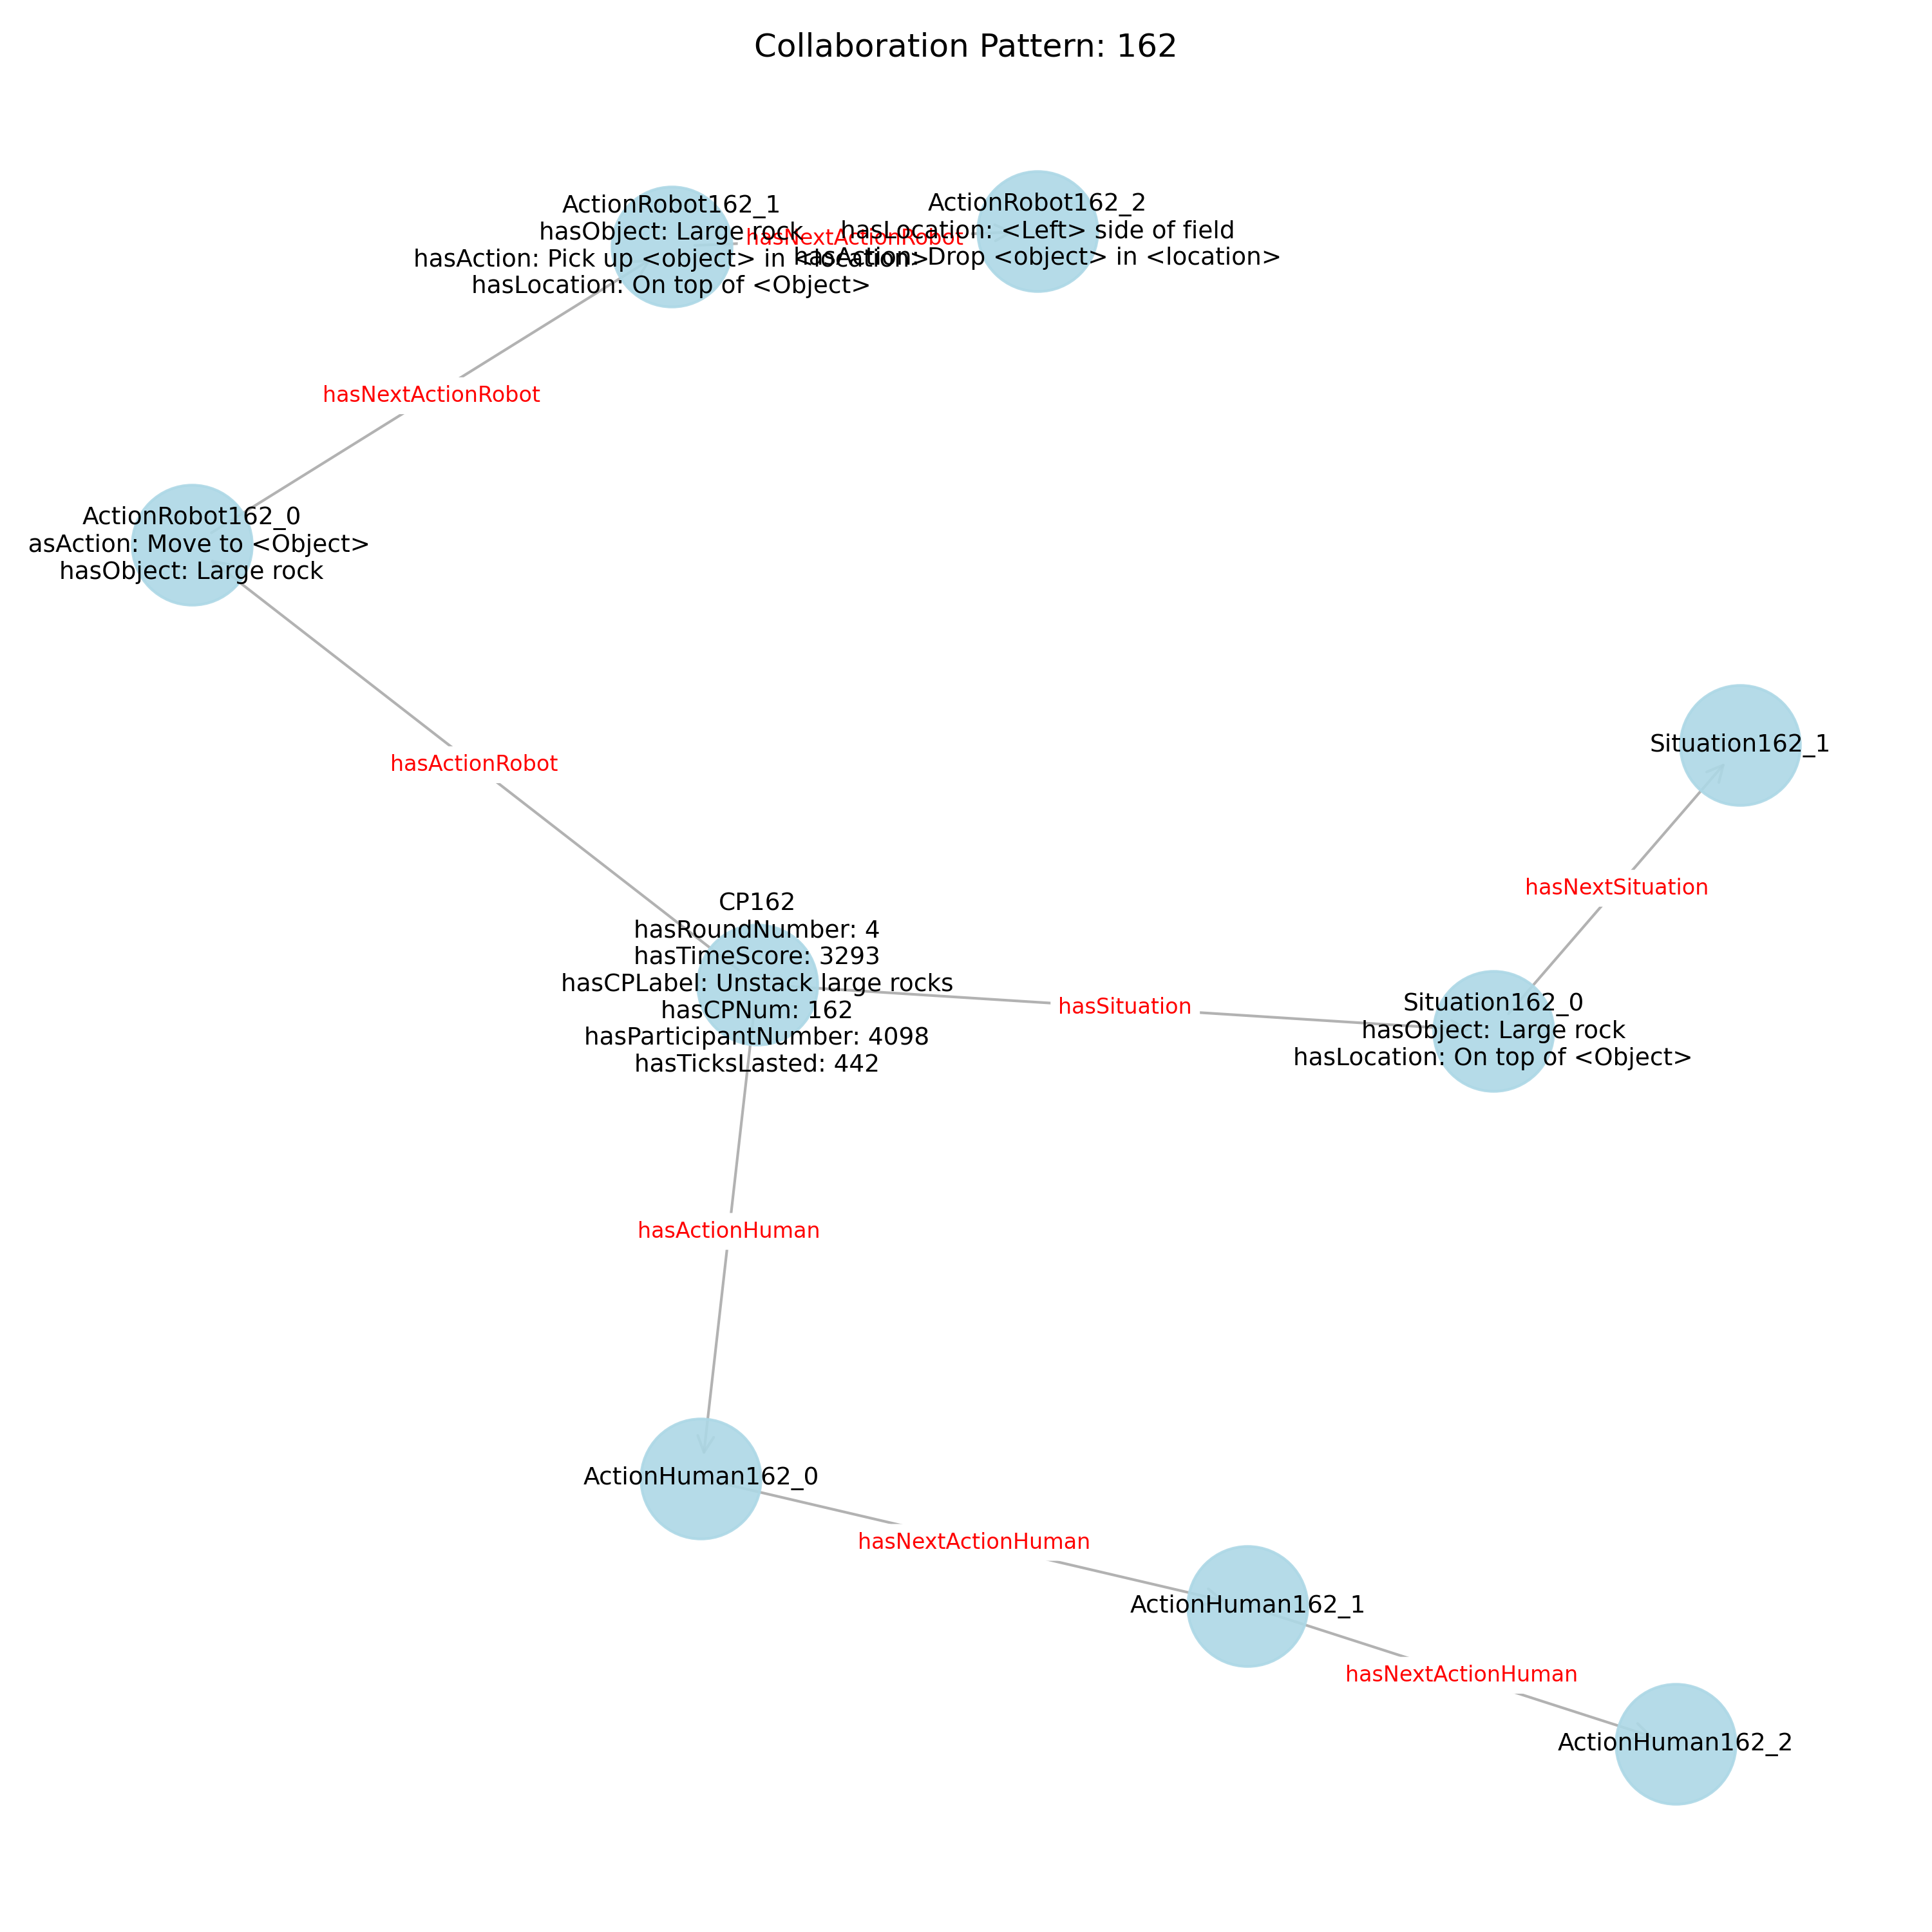 Collaboration Pattern: 162
ActionRobot162_1
hasObject: Large rock
hasAction: Pick up <object> in <location>
hasLocation: On top of <Object>
hasNextActionRobot
ActionRobot162_2
hasLocation: <Left> side of field
hasAction: Drop <object> in <location>
hasNextActionRobot
ActionRobot162_0
asAction: Move to <Object>
hasObject: Large rock
hasActionRobot
Situation162_1
hasNextSituation
CP162
hasRoundNumber: 4
hasTimeScore: 3293
hasCPLabel: Unstack large rocks
hasCPNum: 162
hasParticipantNumber: 4098
hasTicksLasted: 442
hasSituation
Situation162_0
hasObject: Large rock
hasLocation: On top of <Object>
hasActionHuman
ActionHuman162_0
hasNextActionHuman
ActionHuman162_1
hasNextActionHuman
ActionHuman162_2